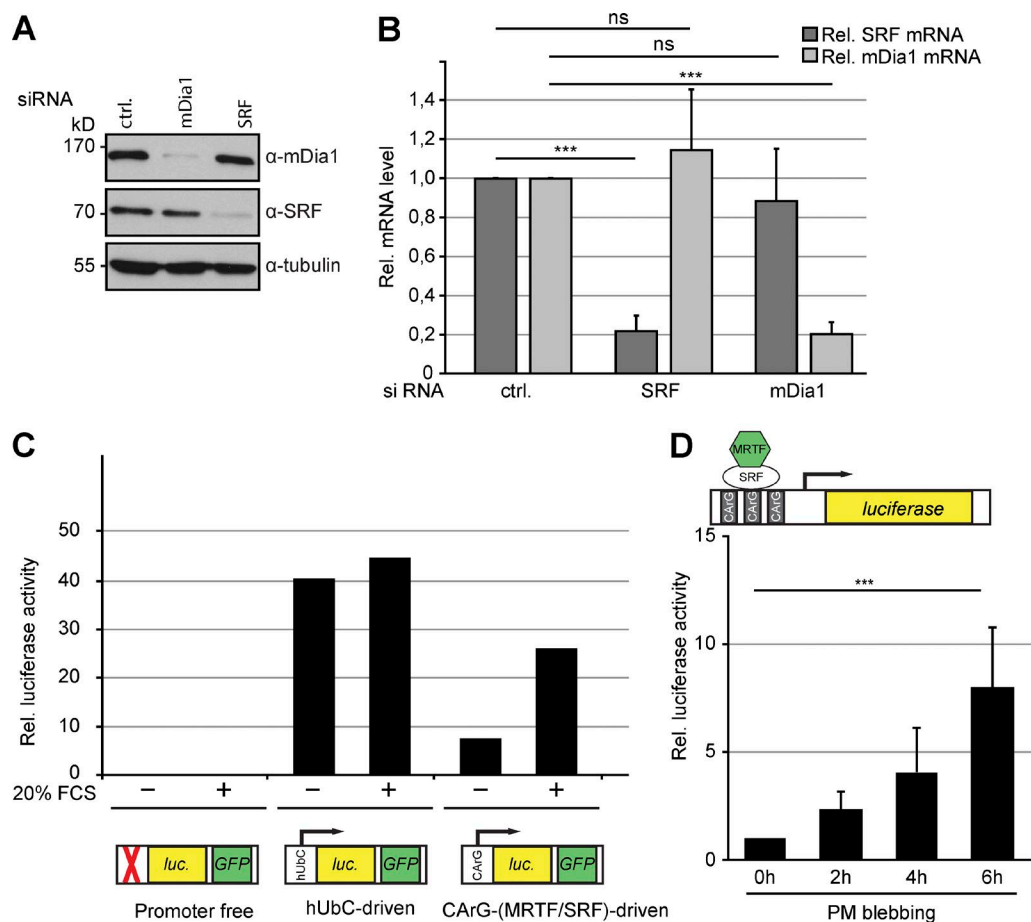 A
siRNA
ctrl.
mDia1
SRF
kD
170
α-mDia1
70
α-SRF
55
α-tubulin
B
ns
Rel. SRF mRNA
Rel. mDia1 mRNA
ns
***
***
Rel. mRNA level
1,4
1,2
1,0
0,8
0,6
0,4
0,2
0
si RNA
ctrl.
SRF
mDia1
C
Rel. luciferase activity
50
40
30
20
10
0
20% FCS
− + − + − +
luc. GFP
hUbC luc. GFP
CArG luc. GFP
Promoter free
hUbC-driven
CArG-(MRTF/SRF)-driven
D
MRTF
SRF
CArG CArG CArG
luciferase
Rel. luciferase activity
15
10
5
0
***
0h 2h 4h 6h
PM blebbing